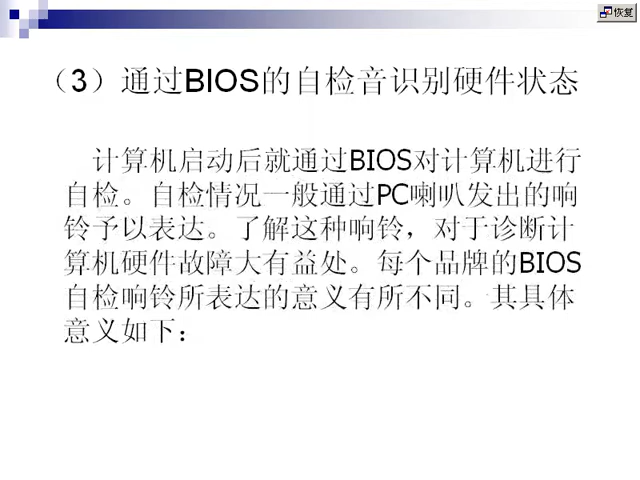 恢复
（3）通过BIOS的自检音识别硬件状态
计算机启动后就通过BIOS对计算机进行
自检。自检情况一般通过PC喇叭发出的响
铃予以表达。了解这种响铃，对于诊断计
算机硬件故障大有益处。每个品牌的BIOS
自检响铃所表达的意义有所不同。其具体
意义如下：